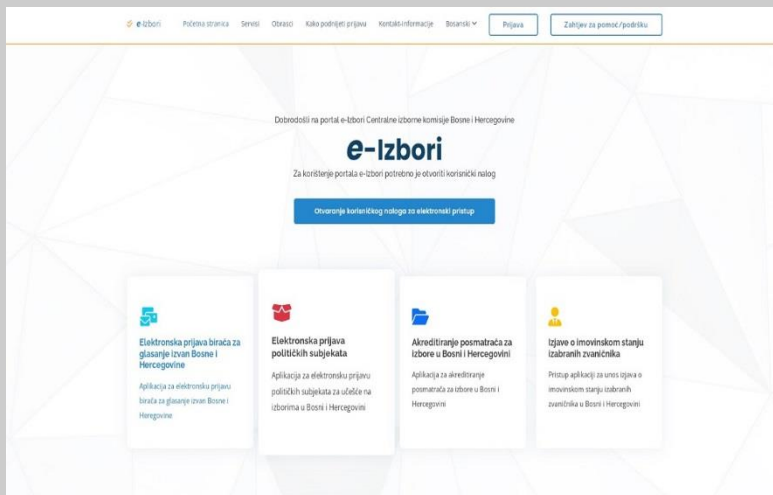 e-Izbori
Početna stranica Servisi Obrasci Kako podnijeti prijavu Kontakt-informacije Bosanski Prijava Zahtjev za pomoć/podršku
Dobrodošli na portal e-Izbori Centralne izborne komisije Bosne i Hercegovine
e-Izbori
Za korištenje portala e-Izbori potrebno je otvoriti korisnički nalog
Otvaranje korisničkog naloga za elektronski pristup
Elektronska prijava birača za
glasanje izvan Bosne i
Hercegovine
Aplikacija za elektronsku prijavu
birača za glasanje izvan Bosne i
Heregovine
Elektronska prijava
političkih subjekata
Aplikacija za elektronsku prijavu
političkih subjekata za učešće na
izborima u Bosni i Hercegovini
Akreditiranje posmatrača za
izbore u Bosni i Hercegovini
Aplikacija za akreditiranje
posmatrača za izbore u Bosni i
Hercegovini
Izjave o imovinskom stanju
izabranih zvaničnika
Pristup aplikaciji za unos izjava o
imovinskom stanju izabranih
zvaničnika u Bosni i Hercegovini